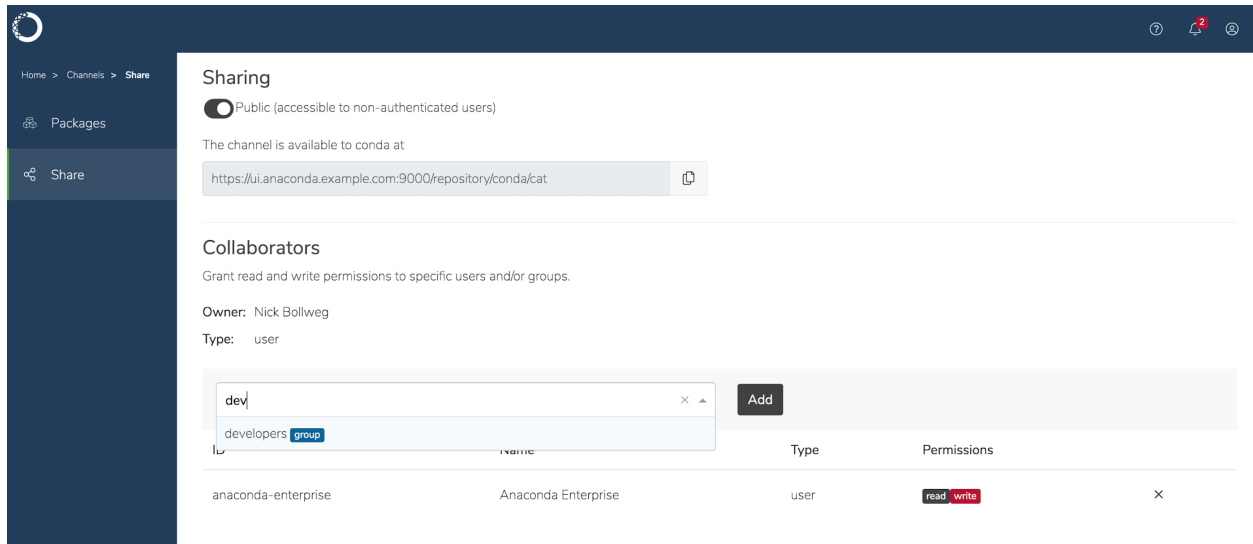 2
Home > Channels > Share
Packages
Share
Sharing
Public (accessible to non-authenticated users)
The channel is available to conda at
https://ui.anaconda.example.com:9000/repository/conda/cat
Collaborators
Grant read and write permissions to specific users and/or groups.
Owner: Nick Bollweg
Type: user
dev
Add
developers group
ID Name Type Permissions
anaconda-enterprise Anaconda Enterprise user read write